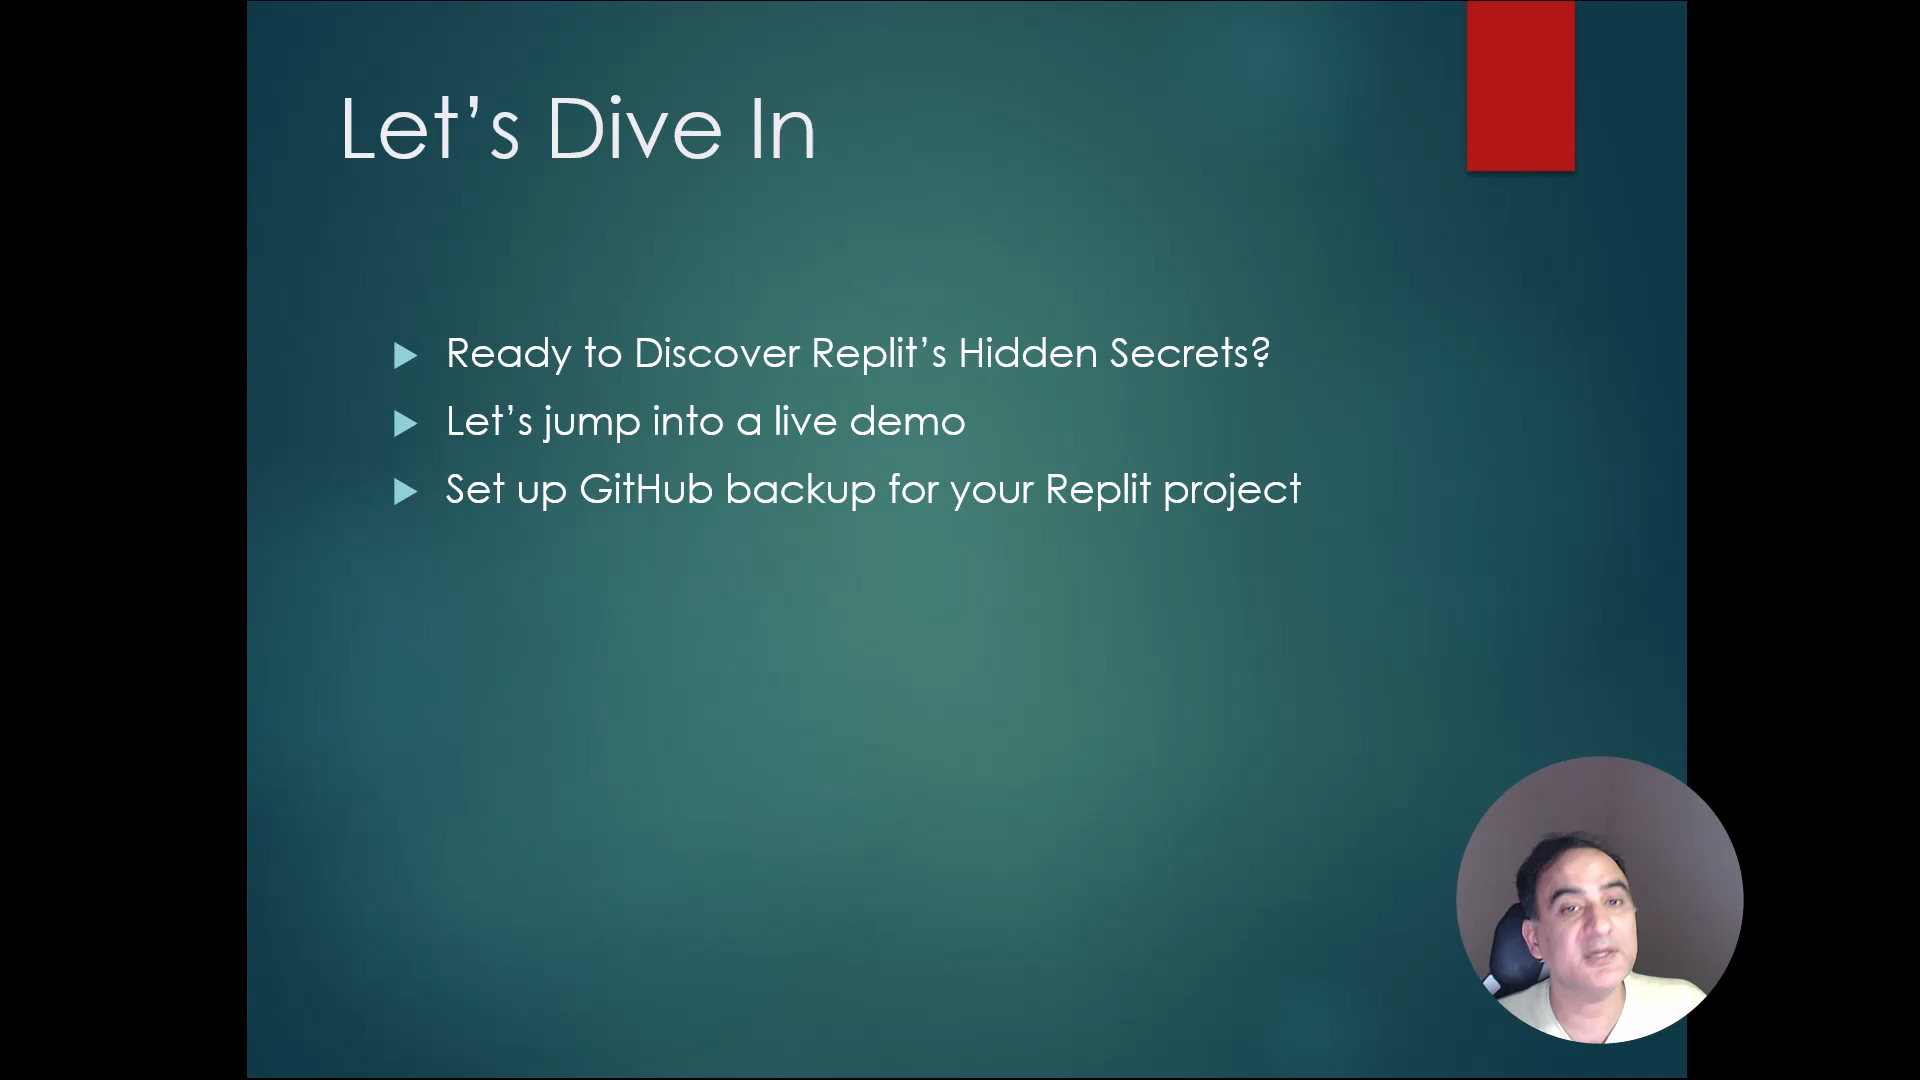 Let’s Dive In
Ready to Discover Replit’s Hidden Secrets?
Let’s jump into a live demo
Set up GitHub backup for your Replit project